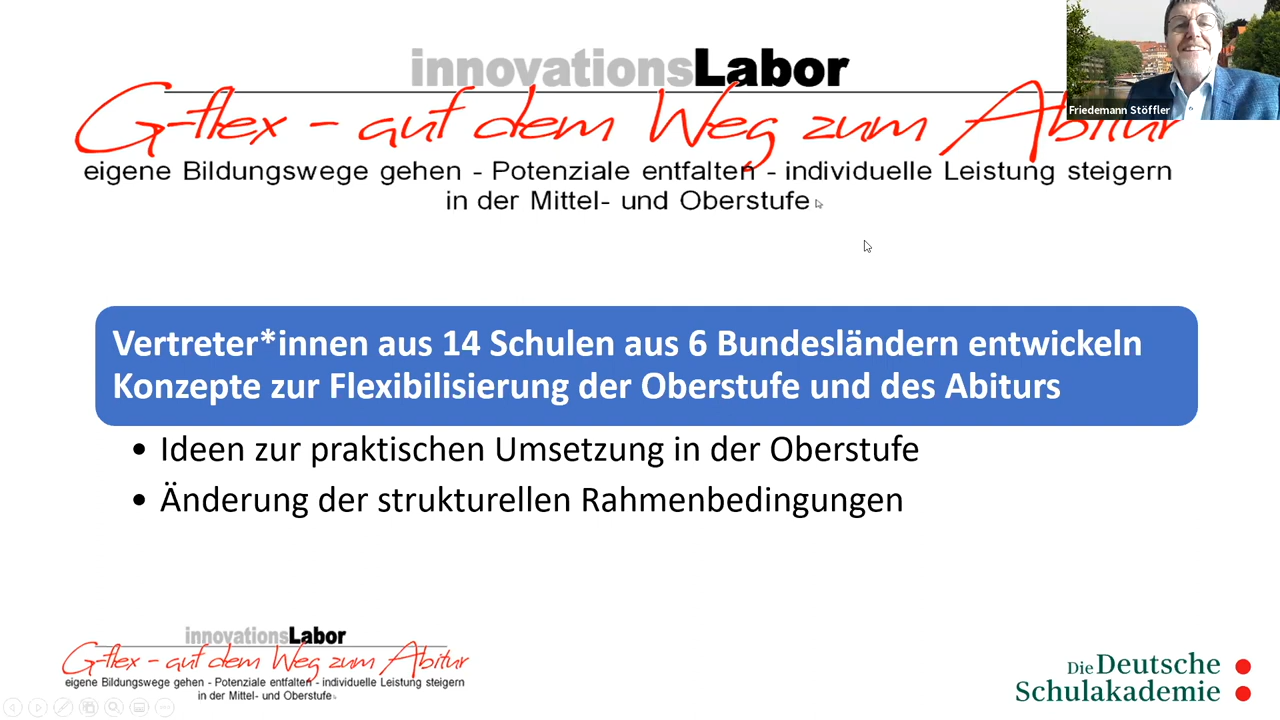 innovationsLabor
G-flex - auf dem Weg zum Abitur
eigene Bildungswege gehen - Potenziale entfalten - individuelle Leistung steigern
in der Mittel- und Oberstufe
Friedemann Stöffler
Vertreter*innen aus 14 Schulen aus 6 Bundesländern entwickeln
Konzepte zur Flexibilisierung der Oberstufe und des Abiturs
• Ideen zur praktischen Umsetzung in der Oberstufe
• Änderung der strukturellen Rahmenbedingungen
innovationsLabor
G-flex - auf dem Weg zum Abitur
eigene Bildungswege gehen - Potenziale entfalten - individuelle Leistung steigern
in der Mittel- und Oberstufe
Die Deutsche
Schulakademie